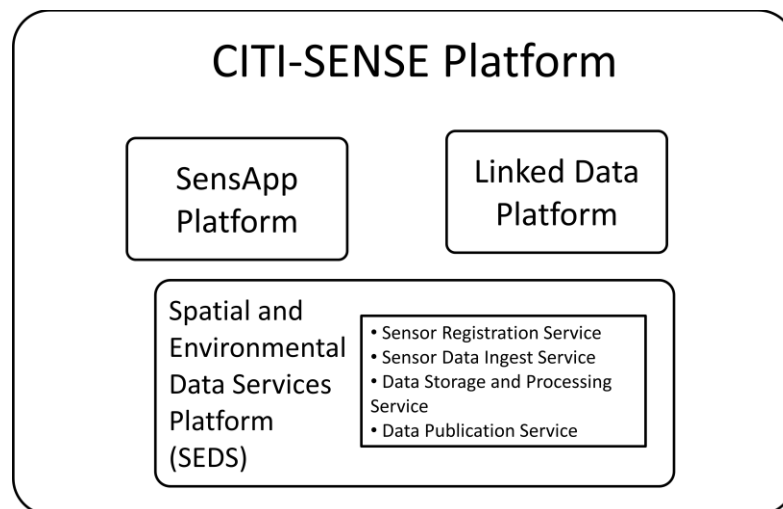 CITI-SENSE Platform
SensApp
Platform
Linked Data
Platform
Spatial and
Environmental
Data Services
Platform
(SEDS)
• Sensor Registration Service
• Sensor Data Ingest Service
• Data Storage and Processing
Service
• Data Publication Service